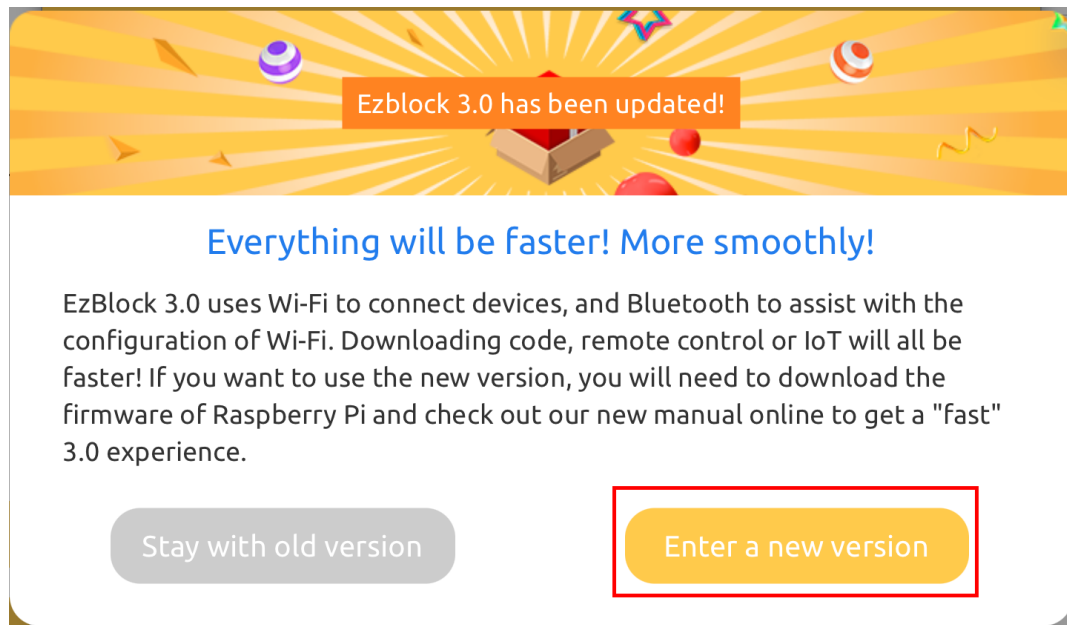 Ezblock 3.0 has been updated!
Everything will be faster! More smoothly!
EzBlock 3.0 uses Wi-Fi to connect devices, and Bluetooth to assist with the
configuration of Wi-Fi. Downloading code, remote control or IoT will all be
faster! If you want to use the new version, you will need to download the
firmware of Raspberry Pi and check out our new manual online to get a "fast"
3.0 experience.
Stay with old version
Enter a new version